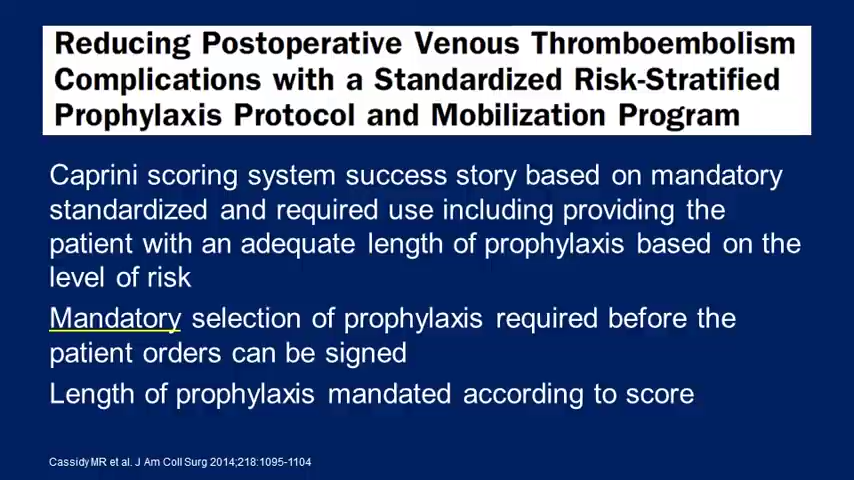 Reducing Postoperative Venous Thromboembolism
Complications with a Standardized Risk-Stratified
Prophylaxis Protocol and Mobilization Program
Caprini scoring system success story based on mandatory
standardized and required use including providing the
patient with an adequate length of prophylaxis based on the
level of risk
Mandatory selection of prophylaxis required before the
patient orders can be signed
Length of prophylaxis mandated according to score
Cassidy MR et al. J Am Coll Surg 2014;218:1095-1104